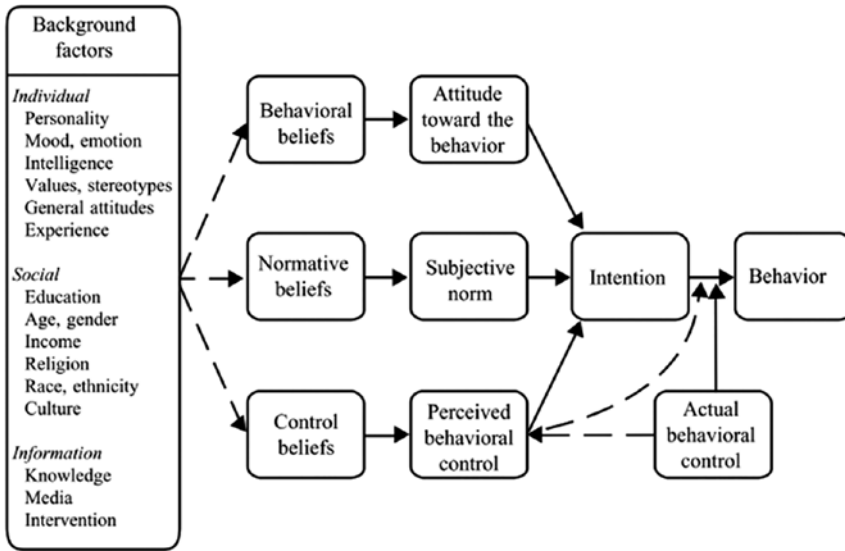 Background
factors
Individual
Personality
Mood, emotion
Intelligence
Values, stereotypes
General attitudes
Experience
Social
Education
Age, gender
Income
Religion
Race, ethnicity
Culture
Information
Knowledge
Media
Intervention
Behavioral
beliefs
Attitude
toward the
behavior
Normative
beliefs
Subjective
norm
Intention
Behavior
Control
beliefs
Perceived
behavioral
control
Actual
behavioral
control